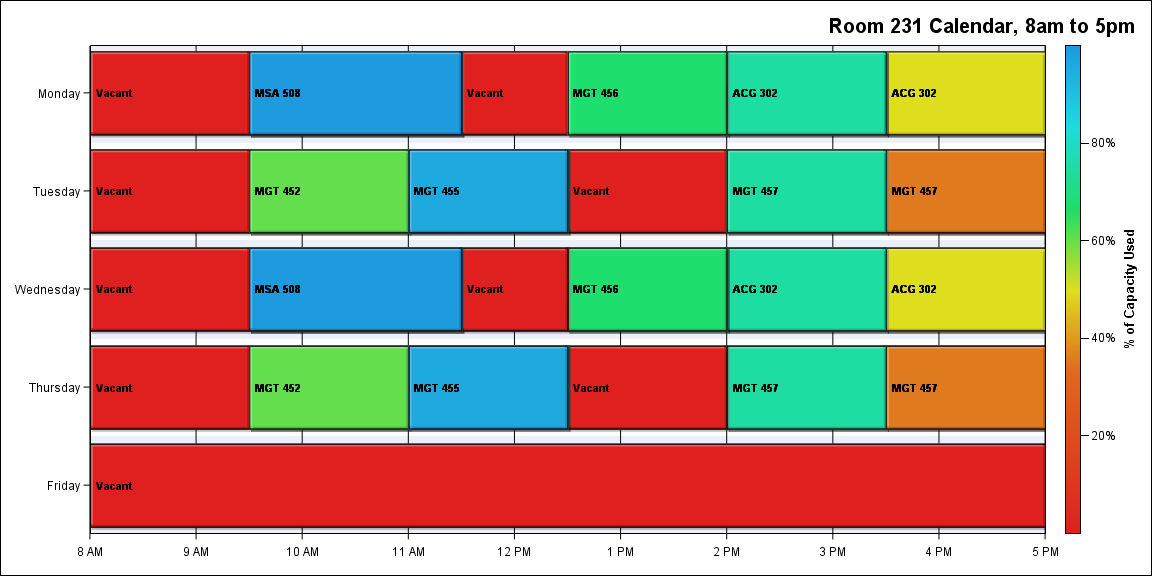 Room 231 Calendar, 8am to 5pm
Monday
Vacant
MSA 508
Vacant
MGT 456
ACG 302
ACG 302
Tuesday
Vacant
MGT 452
MGT 455
Vacant
MGT 457
MGT 457
Wednesday
Vacant
MSA 508
Vacant
MGT 456
ACG 302
ACG 302
Thursday
Vacant
MGT 452
MGT 455
Vacant
MGT 457
MGT 457
Friday
Vacant
8 AM
9 AM
10 AM
11 AM
12 PM
1 PM
2 PM
3 PM
4 PM
5 PM
80%
60%
40%
20%
% of Capacity Used